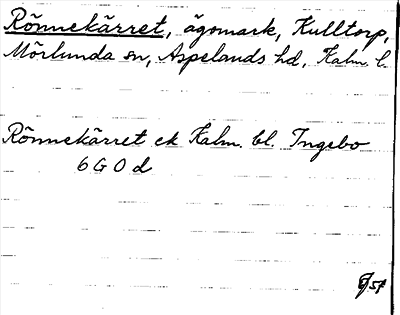 Rönnekärret, ägomark, Kulltorp,
Mörlunda sn, Aspelands hd, Kalm. l.
Rönnekärret ek Kalm. bl. Ingebo
6 G 0 d